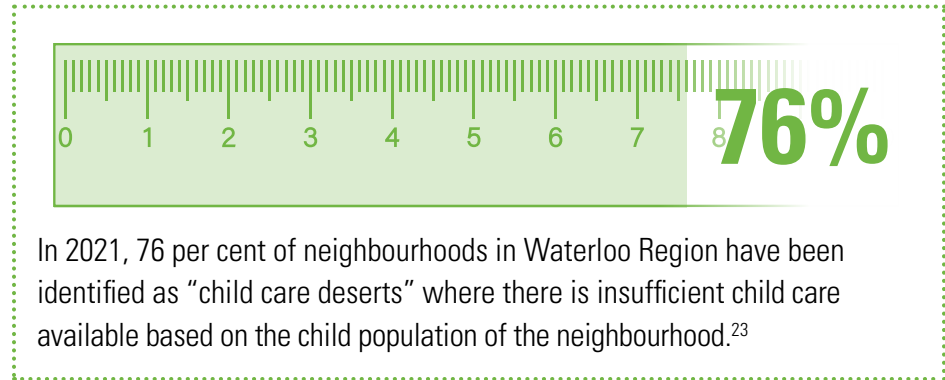 0 1 2 3 4 5 6 7 8
76%
In 2021, 76 per cent of neighbourhoods in Waterloo Region have been
identified as “child care deserts” where there is insufficient child care
available based on the child population of the neighbourhood.23